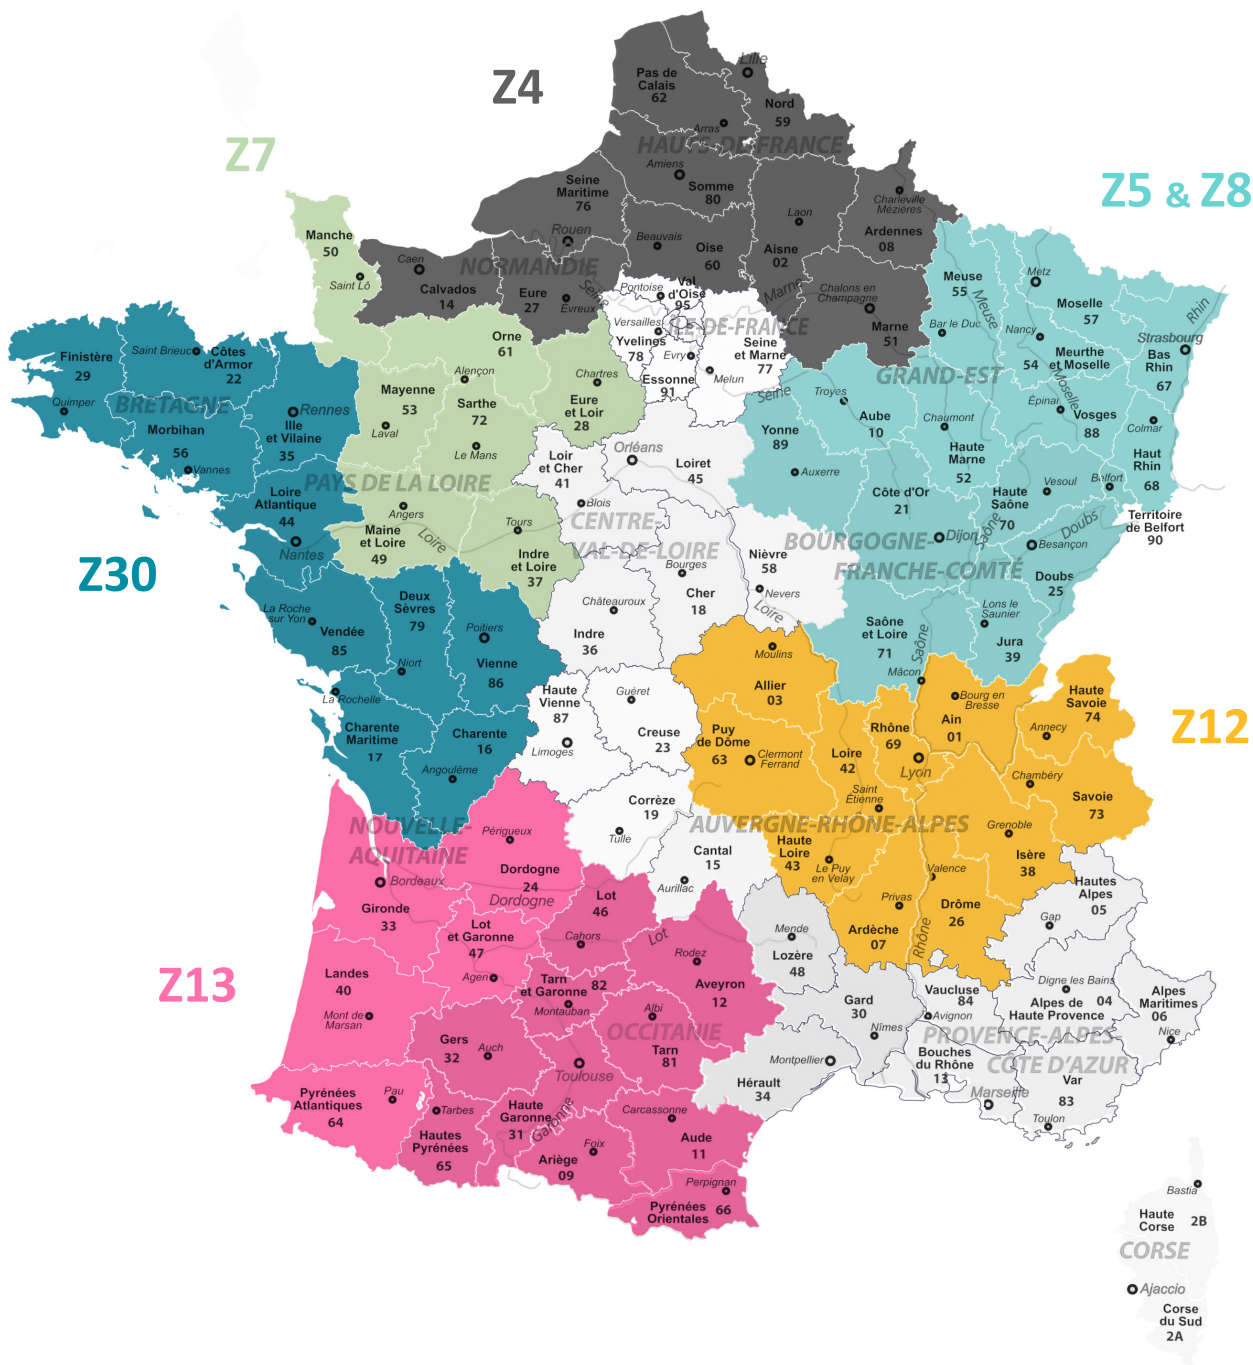 Z4
Z7
Z5 & Z8
Z30
Z12
Z13
Lille
Pas de
Calais
62
Nord
59
Arras
HAUTS-DE-FRANCE
Amiens
Somme
80
Seine
Maritime
76
Rouen
Beauvais
Oise
60
Laon
Aisne
02
Charleville
Mézières
Ardennes
08
NORMANDIE
Manche
50
Saint Lô
Caen
Calvados
14
Eure
27
Evreux
Seine
Pontoise
Val
d'Oise
95
Versailles
Yvelines
78
ILE-DE-FRANCE
Evry
Essonne
91
Seine
et Marne
77
Melun
Marne
Chalons en
Champagne
Marne
51
Meuse
55
Meuse
Bar le Duc
Metz
Moselle
57
Nancy
Meurthe
et Moselle
54
Moselle
Rhin
Strasbourg
Bas
Rhin
67
GRAND-EST
Épinal
Vosges
88
Colmar
Haut
Rhin
68
Finistère
29
Quimper
Saint Brieuc
Côtes
d'Armor
22
BRETAGNE
Morbihan
56
Vannes
Rennes
Ille
et Vilaine
35
Orne
61
Alençon
Mayenne
53
Laval
Sarthe
72
Le Mans
Chartres
Eure
et Loir
28
Seine
Troyes
Aube
10
Chaumont
Haute
Marne
52
Yonne
89
Auxerre
Côte d'Or
21
Haute
Saône
70
Vesoul
Belfort
Territoire
de Belfort
90
PAYS DE LA LOIRE
Loire
Atlantique
44
Nantes
Angers
Maine
et Loire
49
Loire
Tours
Indre
et Loire
37
Loir
et Cher
41
Blois
Orléans
Loiret
45
CENTRE-
VAL-DE-LOIRE
Bourges
Cher
18
Châteauroux
Indre
36
Nièvre
58
Nevers
Loire
BOURGOGNE-
FRANCHE-COMTÉ
Dijon
Saône
Doubs
Besançon
Doubs
25
Lons le
Saunier
Jura
39
Saône
et Loire
71
Saône
Mâcon
La Roche
sur Yon
Vendée
85
Deux
Sèvres
79
Niort
Poitiers
Vienne
86
La Rochelle
Charente
Maritime
17
Charente
16
Angoulême
Haute
Vienne
87
Limoges
Guéret
Creuse
23
Corrèze
19
Tulle
Moulins
Allier
03
Puy
de Dôme
63
Clermont
Ferrand
Loire
42
Saint
Étienne
Rhône
69
Lyon
Bourg en
Bresse
Ain
01
Haute
Savoie
74
Annecy
Chambéry
Savoie
73
AUVERGNE-RHÔNE-ALPES
Grenoble
Isère
38
Haute
Loire
43
Le Puy
en Velay
Cantal
15
Aurillac
Privas
Ardèche
07
Valence
Drôme
26
Rhône
NOUVELLE-
AQUITAINE
Périgueux
Dordogne
24
Dordogne
Bordeaux
Gironde
33
Lot
46
Cahors
Lot
Lot
et Garonne
47
Agen
Landes
40
Mont de
Marsan
Tarn
et Garonne
82
Montauban
Rodez
Aveyron
12
Albi
Tarn
81
OCCITANIE
Gers
32
Auch
Toulouse
Haute
Garonne
31
Garonne
Pyrénées
Atlantiques
64
Pau
Tarbes
Hautes
Pyrénées
65
Foix
Ariège
09
Carcassonne
Aude
11
Perpignan
Pyrénées
Orientales
66
Mende
Lozère
48
Gard
30
Nîmes
Montpellier
Hérault
34
Hautes
Alpes
05
Gap
Digne les Bains
Alpes de
Haute Provence
04
Vaucluse
84
Avignon
Alpes
Maritimes
06
Nice
PROVENCE-ALPES-
CÔTE D'AZUR
Bouches
du Rhône
13
Marseille
Var
83
Toulon
Bastia
Haute
Corse
2B
CORSE
Ajaccio
Corse
du Sud
2A